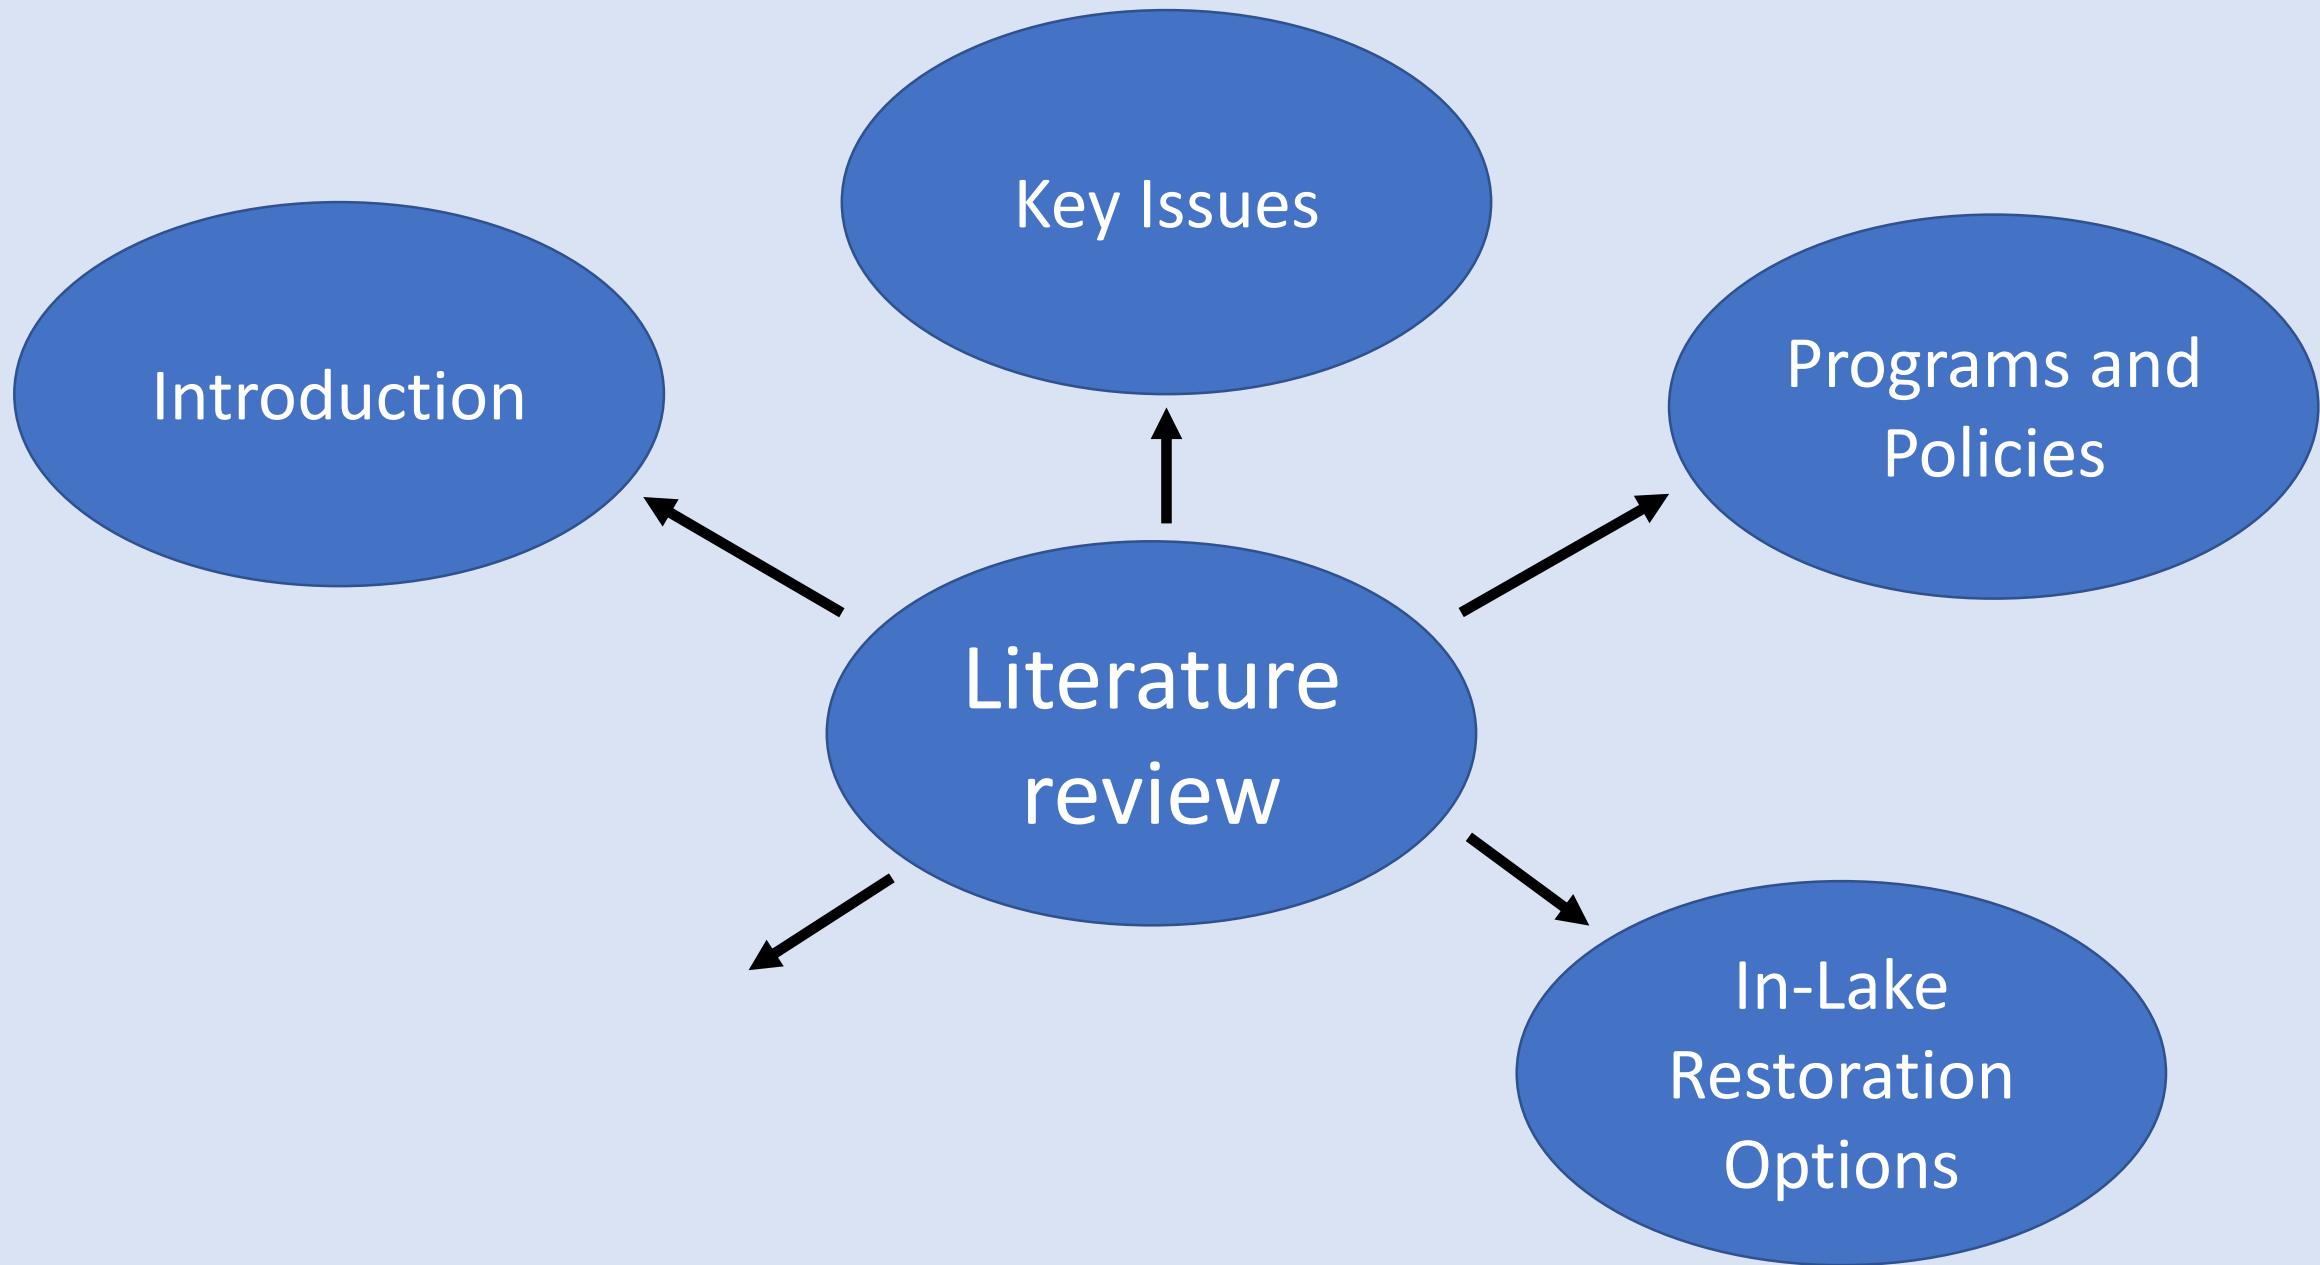 Key Issues
Introduction
Programs and
Policies
Literature
review
In-Lake
Restoration
Options